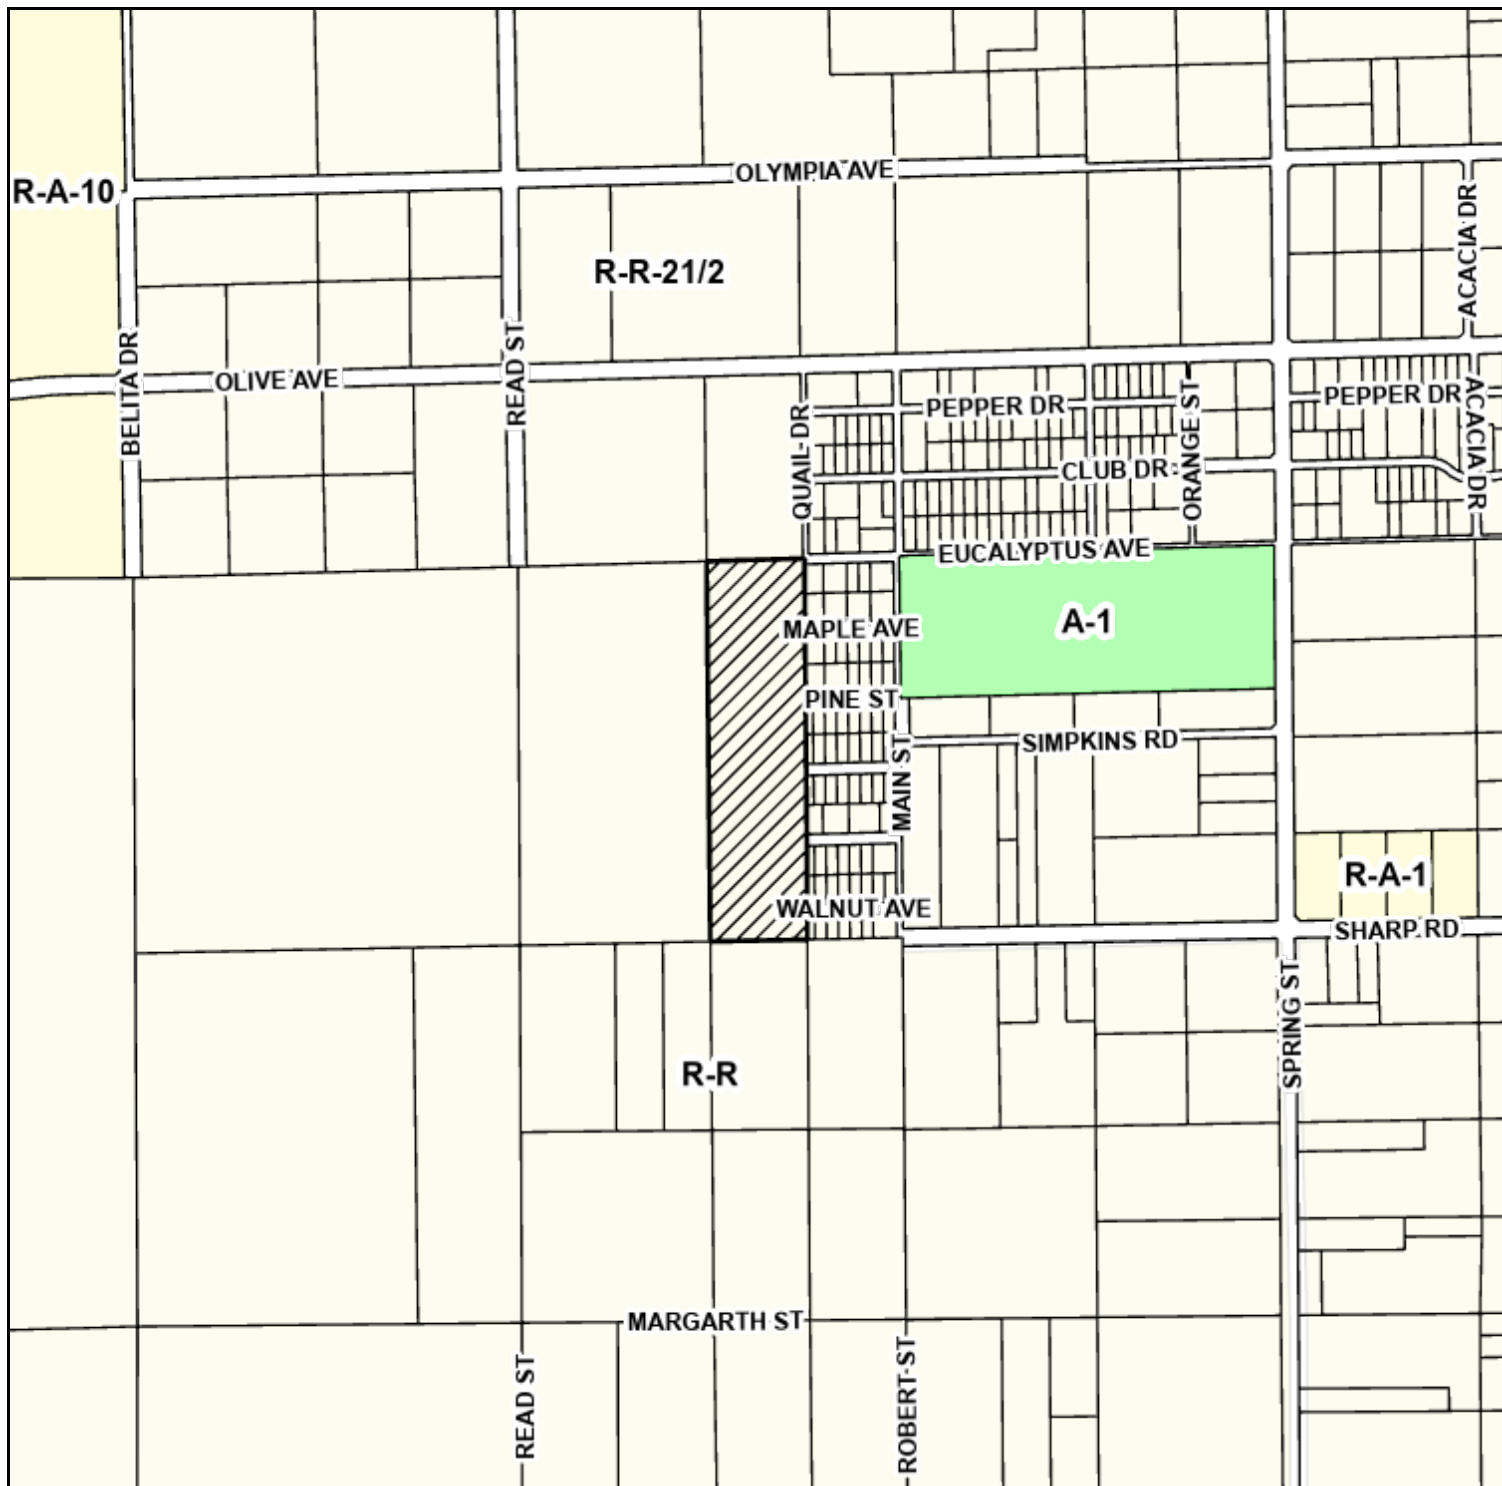 OLYMPIA AVE
R-A-10
ACACIA DR
R-R-21/2
BELITA DR
READ ST
OLIVE AVE
PEPPER DR
PEPPER DR
QUAIL DR
ORANGE ST
ACACIA DR
CLUB DR
EUCALYPTUS AVE
A-1
MAPLE AVE
PINE ST
SIMPKINS RD
MAIN ST
R-A-1
WALNUT AVE
SHARP RD
SPRING ST
R-R
MARGARTH ST
READ ST
ROBERT ST